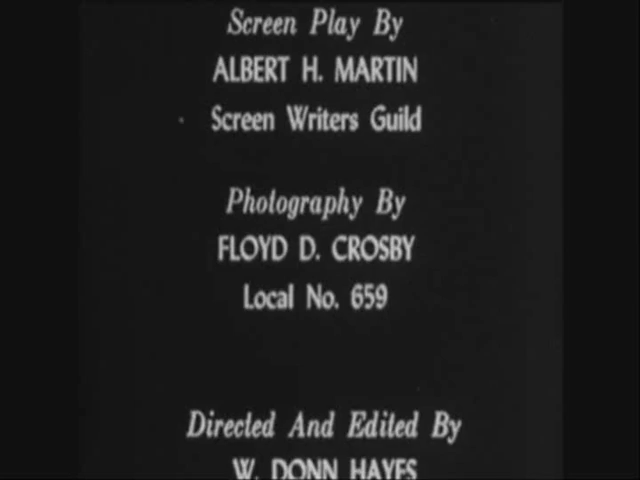 Screen Play By
ALBERT H. MARTIN
Screen Writers Guild
Photography By
FLOYD D. CROSBY
Local No. 659
Directed And Edited By
W. DONN HAYES